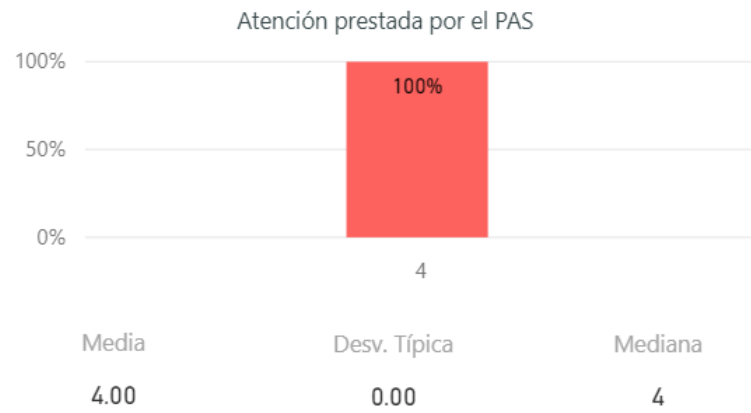 Atención prestada por el PAS
100%
100%
50%
0%
4
Media Desv. Típica Mediana
4.00 0.00 4